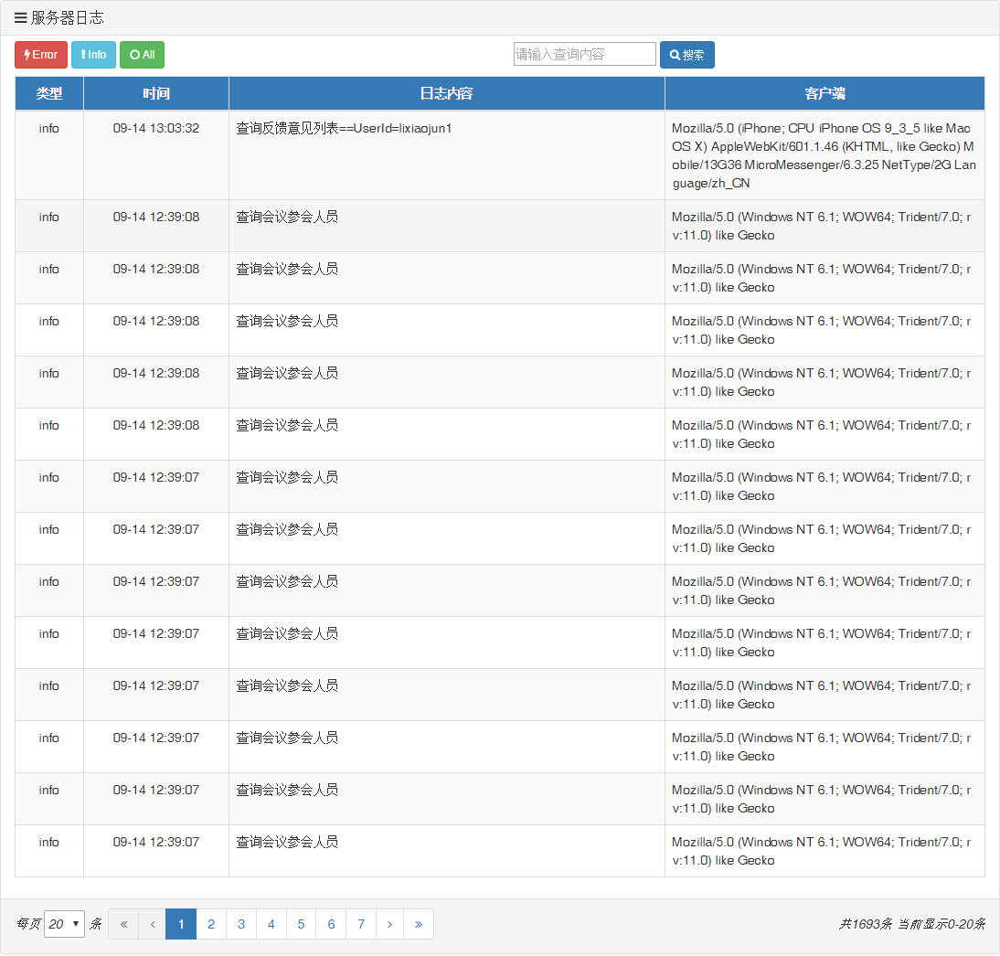 服务器日志
Error Info All 请输入查询内容 搜索
类型 时间 日志内容 客户端
info 09-14 13:03:32 查询反馈意见列表==UserId=lixiaojun1 Mozilla/5.0 (iPhone; CPU iPhone OS 9_3_5 like Mac
OS X) AppleWebKit/601.1.46 (KHTML, like Gecko) M
obile/13G36 MicroMessenger/6.3.25 NetType/2G Lan
guage/zh_CN
info 09-14 12:39:08 查询会议参会人员 Mozilla/5.0 (Windows NT 6.1; WOW64; Trident/7.0; r
v:11.0) like Gecko
info 09-14 12:39:08 查询会议参会人员 Mozilla/5.0 (Windows NT 6.1; WOW64; Trident/7.0; r
v:11.0) like Gecko
info 09-14 12:39:08 查询会议参会人员 Mozilla/5.0 (Windows NT 6.1; WOW64; Trident/7.0; r
v:11.0) like Gecko
info 09-14 12:39:08 查询会议参会人员 Mozilla/5.0 (Windows NT 6.1; WOW64; Trident/7.0; r
v:11.0) like Gecko
info 09-14 12:39:08 查询会议参会人员 Mozilla/5.0 (Windows NT 6.1; WOW64; Trident/7.0; r
v:11.0) like Gecko
info 09-14 12:39:07 查询会议参会人员 Mozilla/5.0 (Windows NT 6.1; WOW64; Trident/7.0; r
v:11.0) like Gecko
info 09-14 12:39:07 查询会议参会人员 Mozilla/5.0 (Windows NT 6.1; WOW64; Trident/7.0; r
v:11.0) like Gecko
info 09-14 12:39:07 查询会议参会人员 Mozilla/5.0 (Windows NT 6.1; WOW64; Trident/7.0; r
v:11.0) like Gecko
info 09-14 12:39:07 查询会议参会人员 Mozilla/5.0 (Windows NT 6.1; WOW64; Trident/7.0; r
v:11.0) like Gecko
info 09-14 12:39:07 查询会议参会人员 Mozilla/5.0 (Windows NT 6.1; WOW64; Trident/7.0; r
v:11.0) like Gecko
info 09-14 12:39:07 查询会议参会人员 Mozilla/5.0 (Windows NT 6.1; WOW64; Trident/7.0; r
v:11.0) like Gecko
info 09-14 12:39:07 查询会议参会人员 Mozilla/5.0 (Windows NT 6.1; WOW64; Trident/7.0; r
v:11.0) like Gecko
info 09-14 12:39:07 查询会议参会人员 Mozilla/5.0 (Windows NT 6.1; WOW64; Trident/7.0; r
v:11.0) like Gecko
每页 20 条 « ‹ 1 2 3 4 5 6 7 › » 共1693条 当前显示0-20条